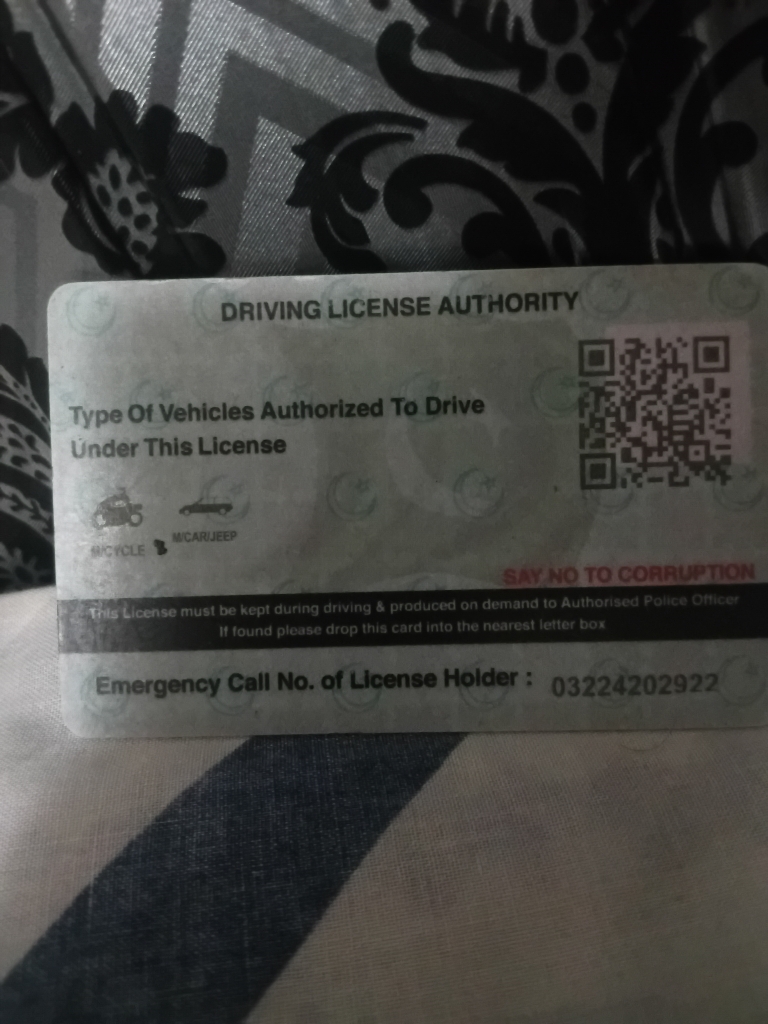 DRIVING LICENSE AUTHORITY
Type Of Vehicles Authorized To Drive
Under This License
M/CYCLE
M/CAR/JEEP
SAY NO TO CORRUPTION
This License must be kept during driving & produced on demand to Authorised Police Officer
If found please drop this card into the nearest letter box
Emergency Call No. of License Holder : 03224202922